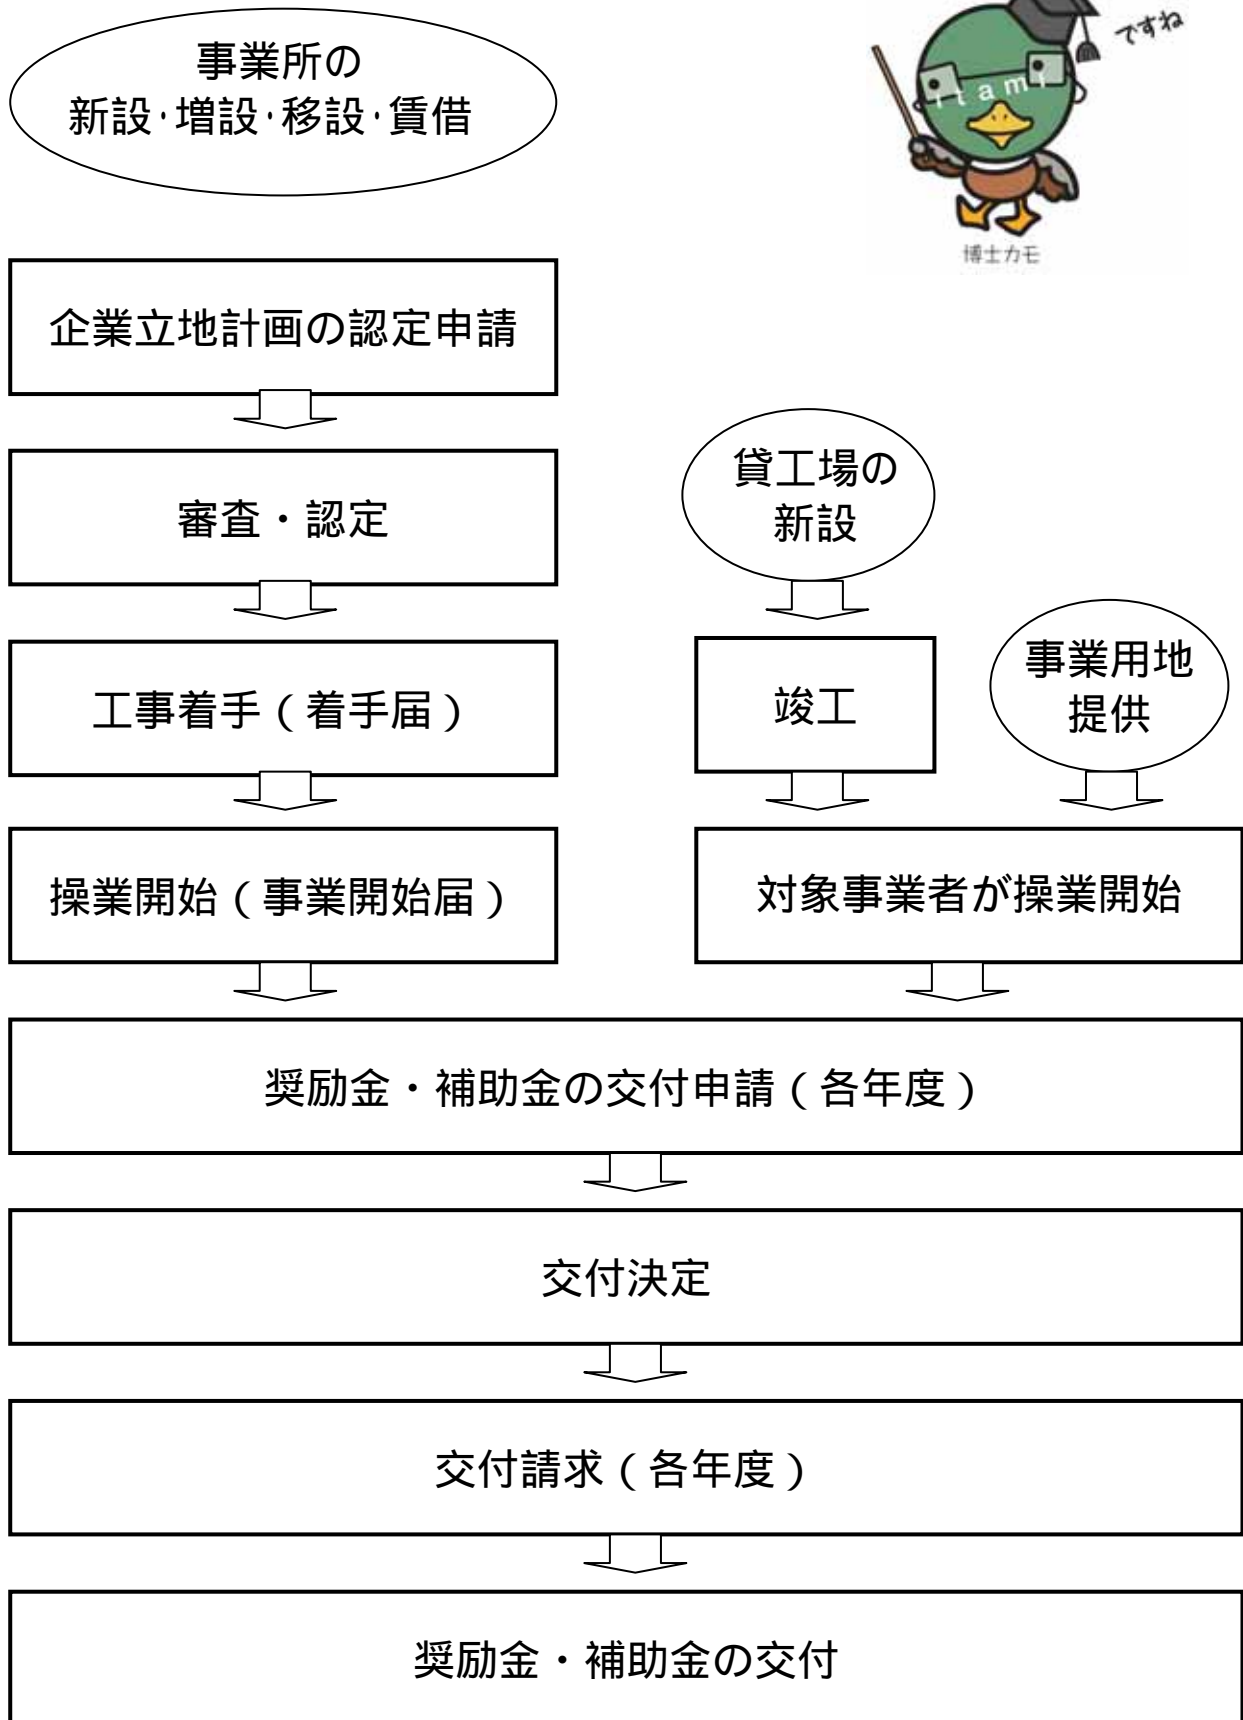 事業所の
新設・増設・移設・賃借
ですね
itami
博士カモ
企業立地計画の認定申請
審査・認定
貸工場の
新設
工事着手（着手届）
竣工
事業用地
提供
操業開始（事業開始届）
対象事業者が操業開始
奨励金・補助金の交付申請（各年度）
交付決定
交付請求（各年度）
奨励金・補助金の交付